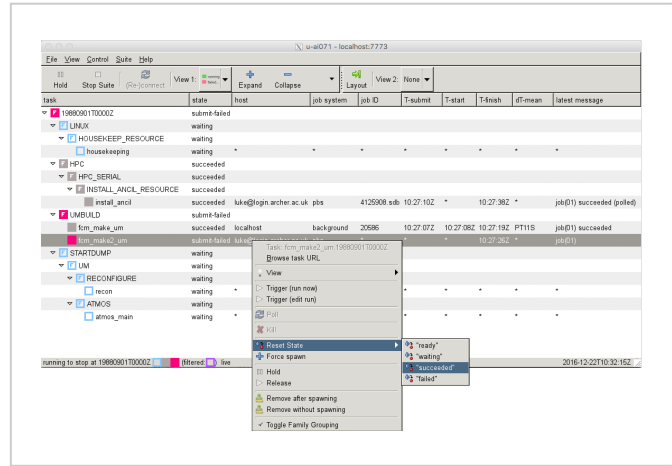 u-al071 - localhost:7773
File View Control Suite Help
Hold Stop Suite (Re-)connect View 1: Expand Collapse Layout View 2: None
task state host job system job ID T-submit T-start T-finish dT-mean latest message
19880901T0000Z submit-failed
LINUX waiting
HOUSEKEEP_RESOURCE waiting
housekeeping waiting * * * * * * * *
HPC succeeded
HPC_SERIAL succeeded
INSTALL_ANCIL_RESOURCE succeeded
install_ancil succeeded luke@login.archer.ac.uk pbs 4125908.sdb 10:27:10Z * 10:27:38Z * job(01) succeeded (polled)
UMBUILD submit-failed
fcm_make_um succeeded localhost background 20586 10:27:07Z 10:27:08Z 10:27:19Z PT11S job(01) succeeded
fcm_make2_um submit-failed * 10:27:26Z * job(01)
Task: fcm_make2_um.19880901T0000Z
STARTDUMP waiting
Browse task URL
UM waiting
View
RECONFIGURE waiting
Trigger (run now)
recon waiting * * * * *
Trigger (edit run)
ATMOS waiting
Poll
atmos_main waiting * * * * *
Kill
Reset State "ready"
Force spawn "waiting"
running to stop at 19880901T0000Z (filtered: ) live "succeeded" 2016-12-22T10:32:15Z
Hold "failed"
Release
Remove after spawning
Remove without spawning
Toggle Family Grouping